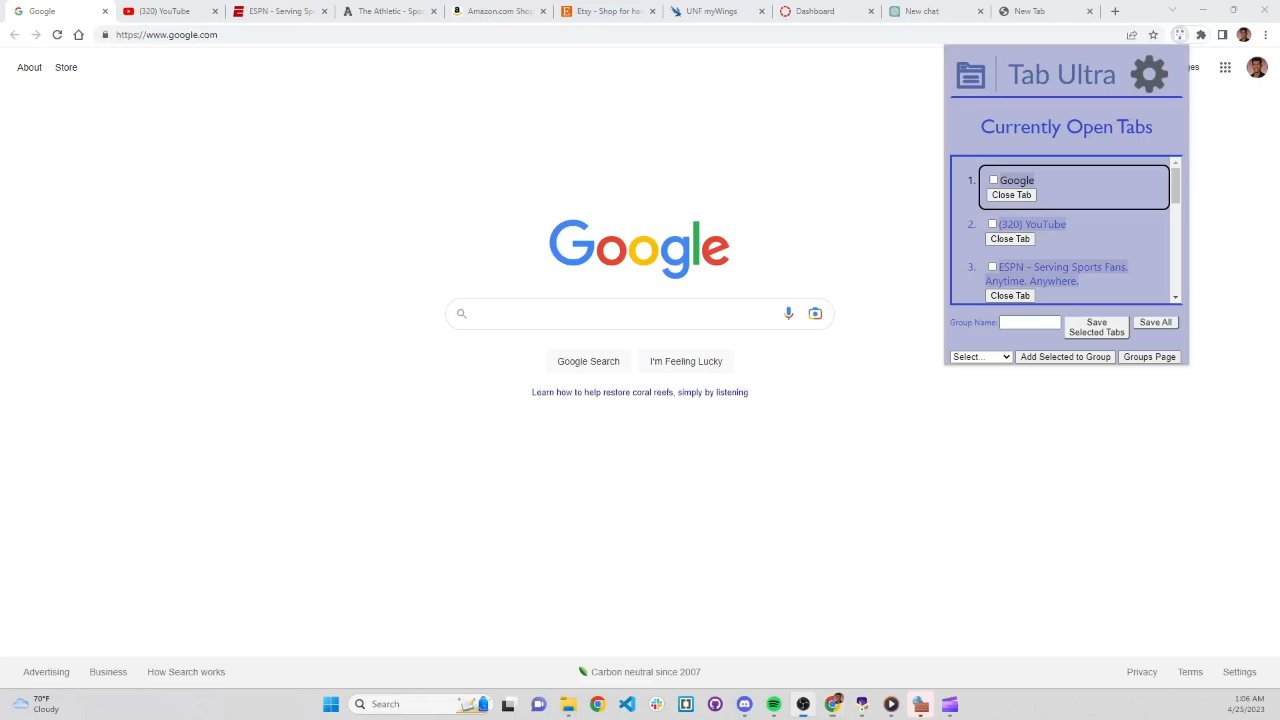 Google
(320) YouTube
ESPN - Serving Sp
The Athletic - Spo
Amazon.com Shop
Etsy - Shop for ha
UNF myWings
Dashboard
New chat
New Tab
https://www.google.com
About
Store
es
Tab Ultra
Currently Open Tabs
1. Google
Close Tab
2. (320) YouTube
Close Tab
3. ESPN - Serving Sports Fans.
Anytime. Anywhere.
Close Tab
Group Name:
Save
Selected Tabs
Save All
Select...
Add Selected to Group
Groups Page
Google
Google Search
I'm Feeling Lucky
Learn how to help restore coral reefs, simply by listening
Advertising
Business
How Search works
Carbon neutral since 2007
Privacy
Terms
Settings
70°F
Cloudy
Search
1:06 AM
4/25/2023